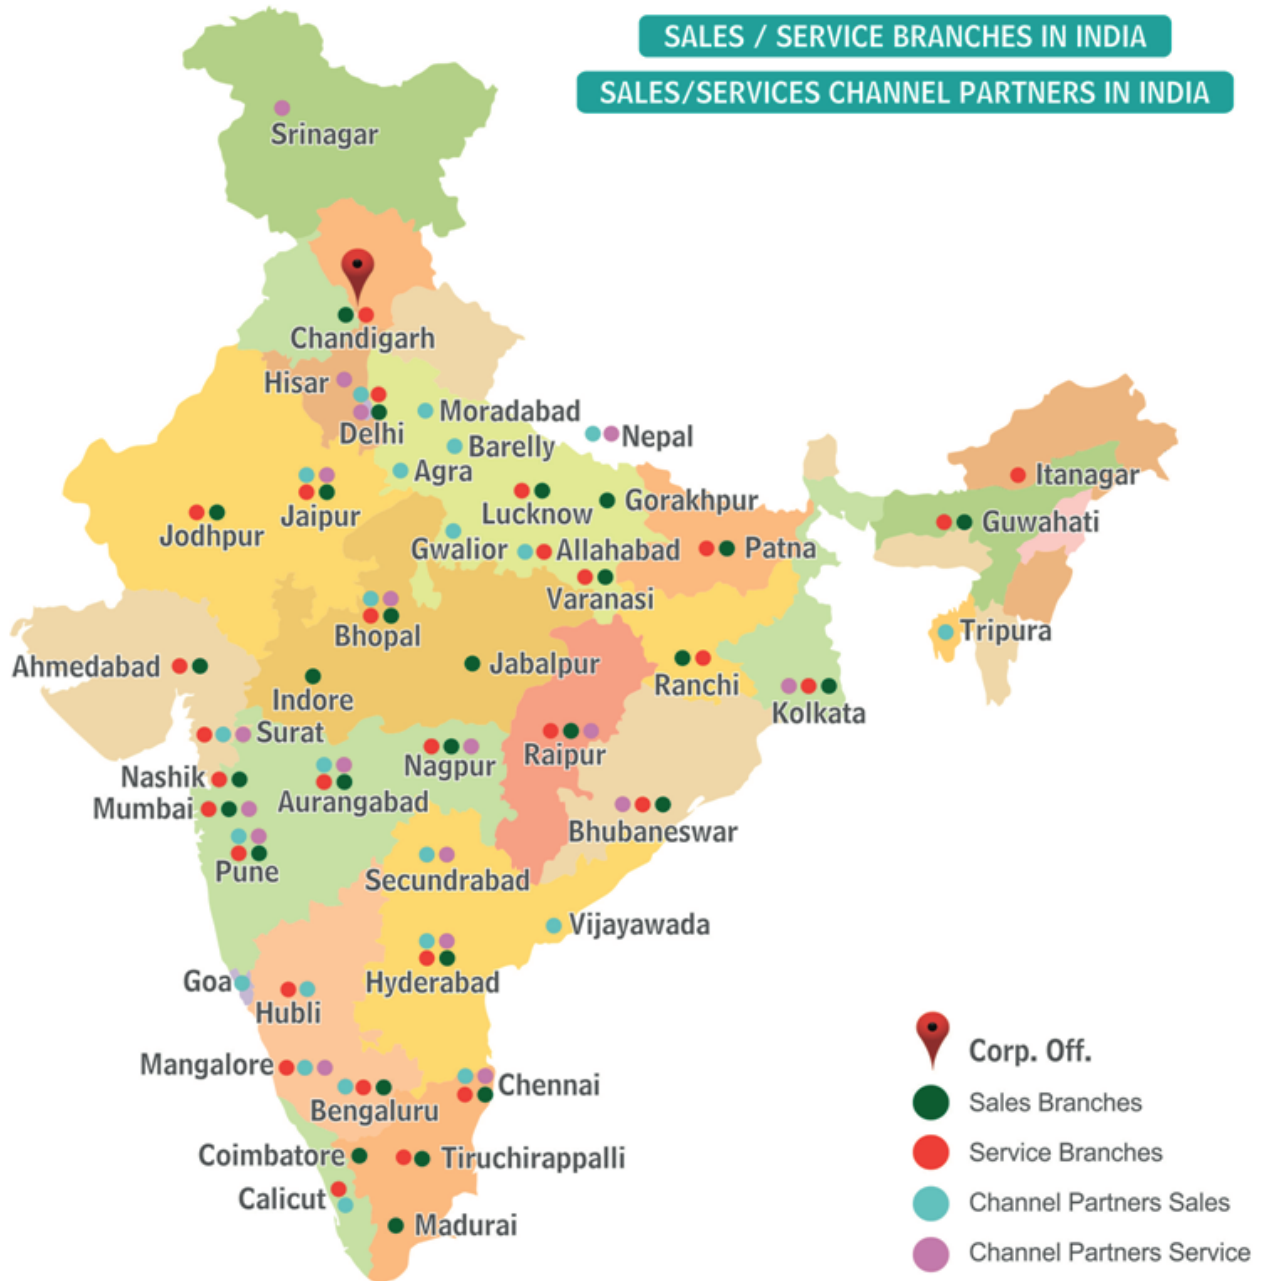 SALES / SERVICE BRANCHES IN INDIA
SALES/SERVICES CHANNEL PARTNERS IN INDIA
Srinagar
Chandigarh
Hisar
Delhi
Moradabad
Nepal
Barelly
Agra
Itanagar
Jaipur
Lucknow
Gorakhpur
Jodhpur
Guwahati
Gwalior
Allahabad
Patna
Varanasi
Bhopal
Tripura
Ahmedabad
Jabalpur
Indore
Ranchi
Kolkata
Surat
Raipur
Nagpur
Nashik
Aurangabad
Mumbai
Bhubaneswar
Pune
Secundrabad
Vijayawada
Goa
Hyderabad
Hubli
Mangalore
Chennai
Bengaluru
Coimbatore
Tiruchirappalli
Calicut
Madurai
Corp. Off.
Sales Branches
Service Branches
Channel Partners Sales
Channel Partners Service